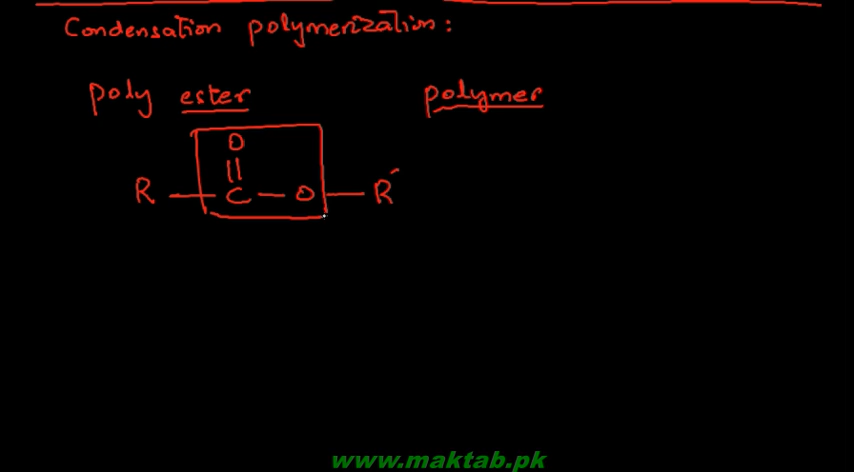 Condensation polymerization:
poly ester polymer
O
||
R — C — O — R'
www.maktab.pk